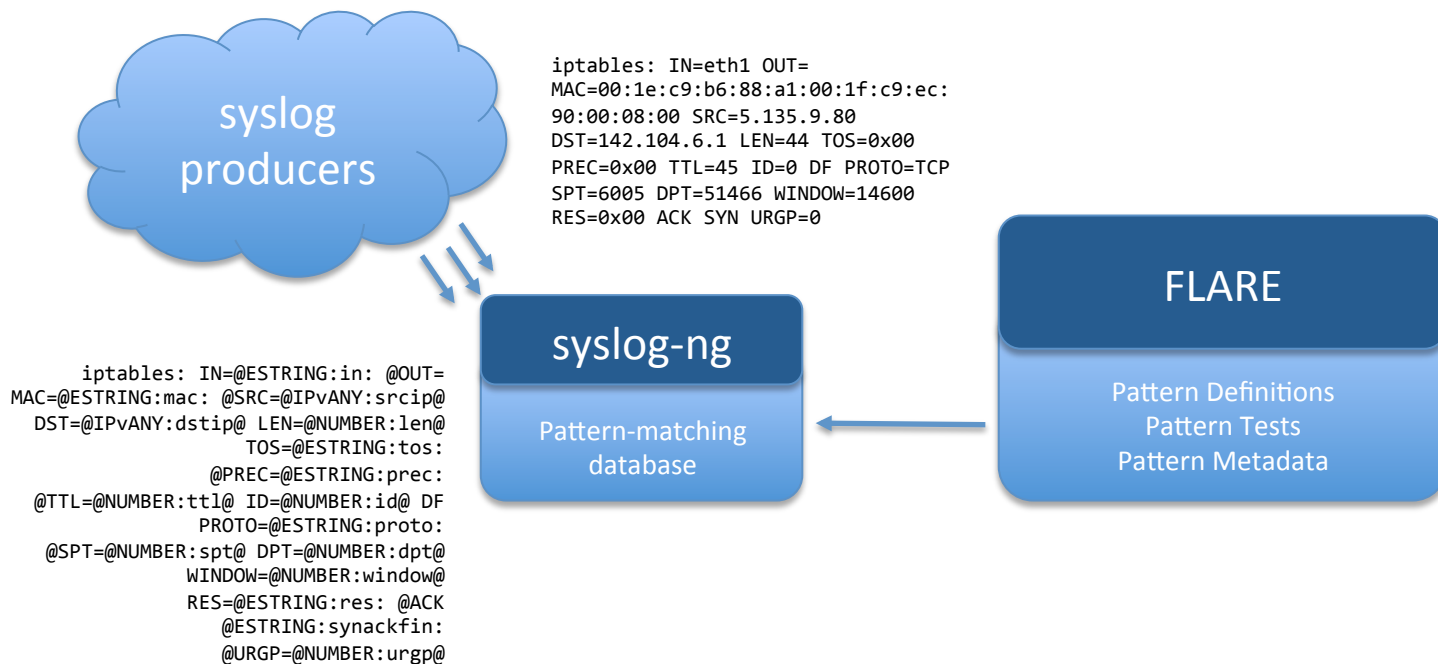 syslog
producers
iptables: IN=eth1 OUT=
MAC=00:1e:c9:b6:88:a1:00:1f:c9:ec:
90:00:08:00 SRC=5.135.9.80
DST=142.104.6.1 LEN=44 TOS=0x00
PREC=0x00 TTL=45 ID=0 DF PROTO=TCP
SPT=6005 DPT=51466 WINDOW=14600
RES=0x00 ACK SYN URGP=0
FLARE
Pattern Definitions
Pattern Tests
Pattern Metadata
syslog-ng
Pattern-matching
database
iptables: IN=@ESTRING:in: @OUT=
MAC=@ESTRING:mac: @SRC=@IPvANY:srcip@
DST=@IPvANY:dstip@ LEN=@NUMBER:len@
TOS=@ESTRING:tos:
@PREC=@ESTRING:prec:
@TTL=@NUMBER:ttl@ ID=@NUMBER:id@ DF
PROTO=@ESTRING:proto:
@SPT=@NUMBER:spt@ DPT=@NUMBER:dpt@
WINDOW=@NUMBER:window@
RES=@ESTRING:res: @ACK
@ESTRING:synackfin:
@URGP=@NUMBER:urgp@